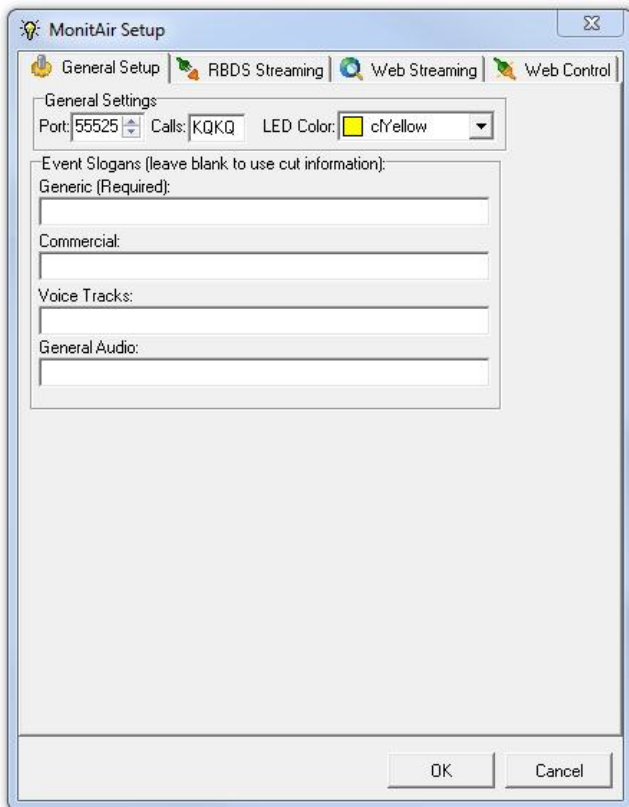 MonitAir Setup
General Setup RBDS Streaming Web Streaming Web Control
General Settings
Port: 55525 Calls: KQKQ LED Color: clYellow
Event Slogans (leave blank to use cut information):
Generic (Required):
Commercial:
Voice Tracks:
General Audio:
OK Cancel